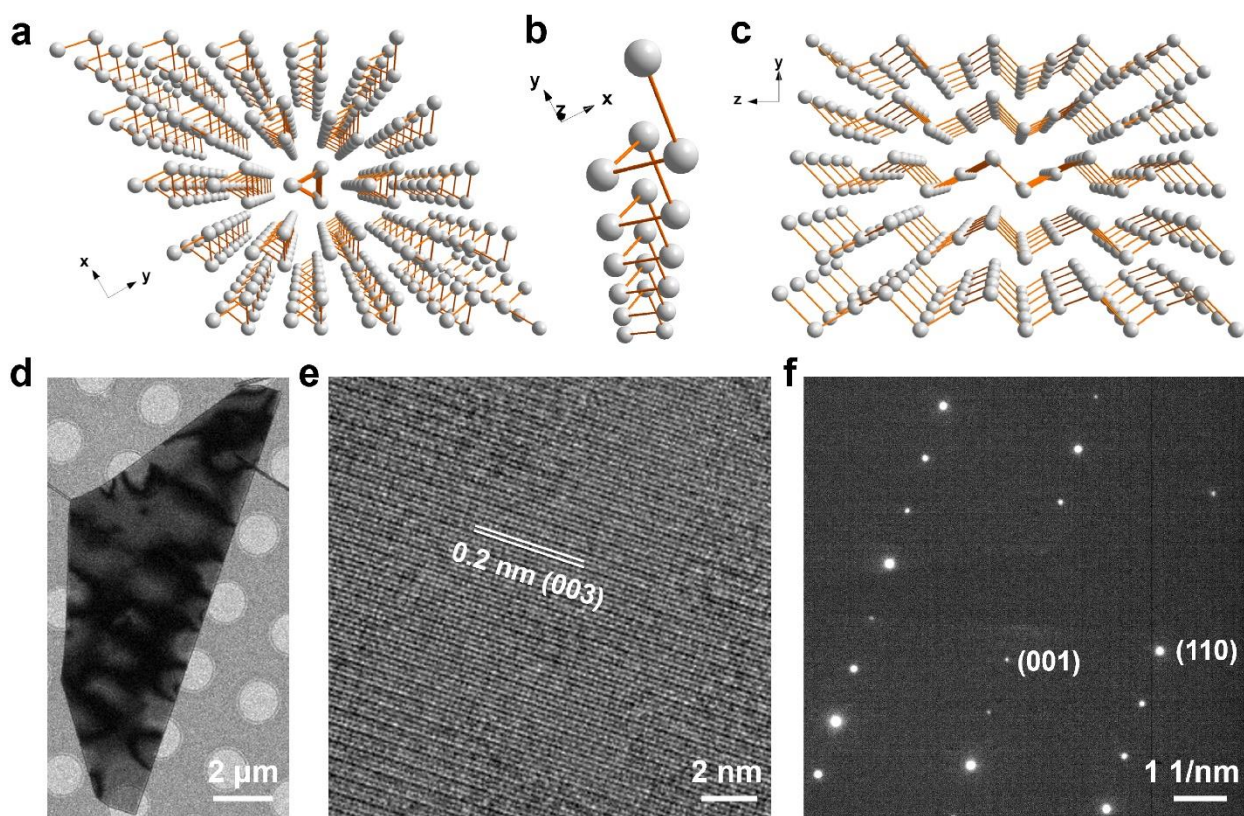 a
b
c
y
z
x
y
z
x
y
d
e
f
0.2 nm (003)
(001)
(110)
2 μm
2 nm
1 1/nm